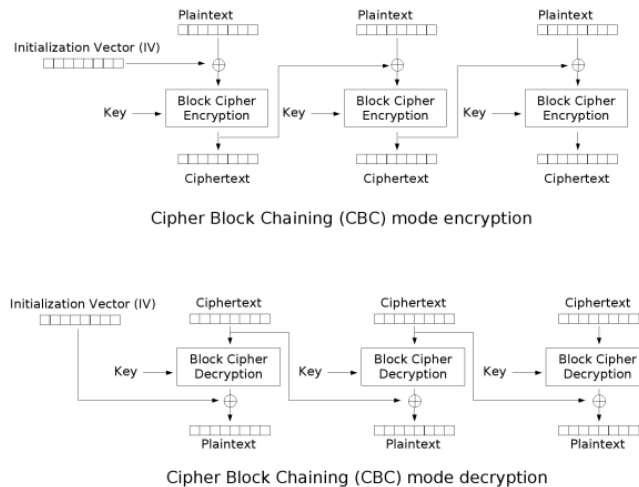 Plaintext Plaintext Plaintext
Initialization Vector (IV)
Key Block Cipher Encryption Key Block Cipher Encryption Key Block Cipher Encryption
Ciphertext Ciphertext Ciphertext
Cipher Block Chaining (CBC) mode encryption
Initialization Vector (IV) Ciphertext Ciphertext Ciphertext
Key Block Cipher Decryption Key Block Cipher Decryption Key Block Cipher Decryption
Plaintext Plaintext Plaintext
Cipher Block Chaining (CBC) mode decryption